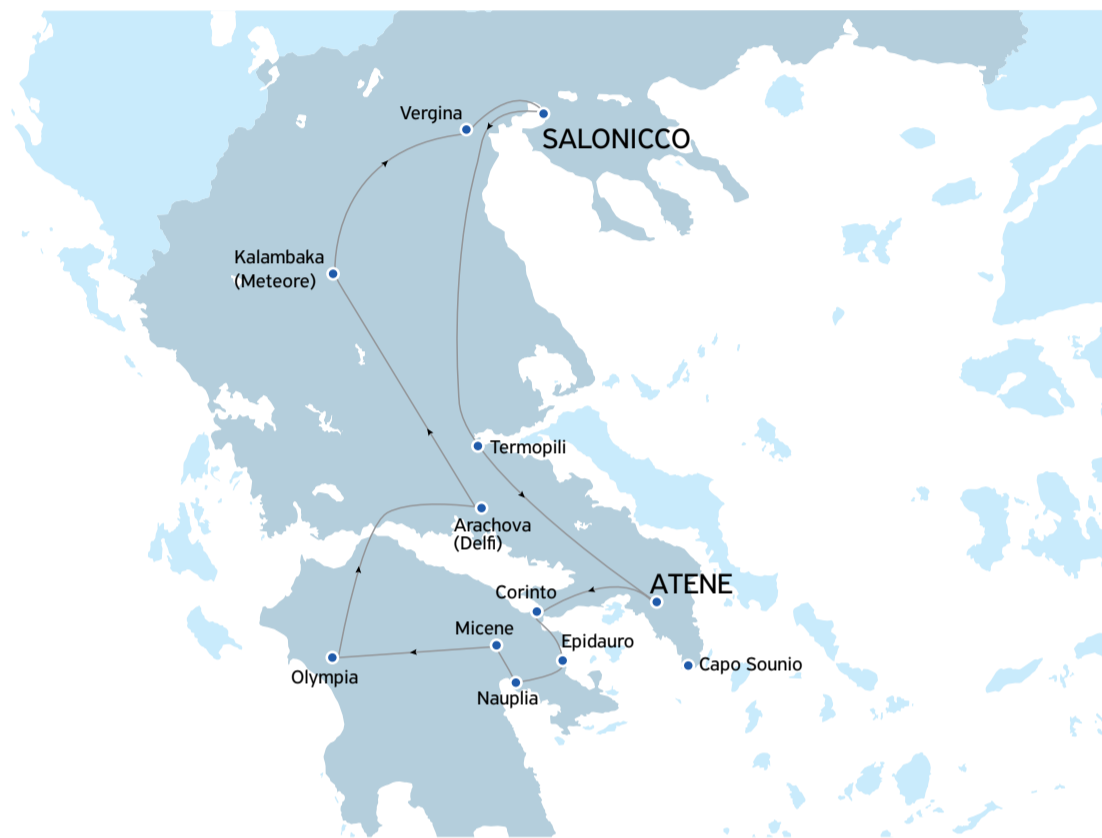 Vergina
SALONICCO
Kalambaka
(Meteore)
Termopili
Arachova
(Delfi)
ATENE
Corinto
Micene
Epidauro
Capo Sounio
Olympia
Nauplia